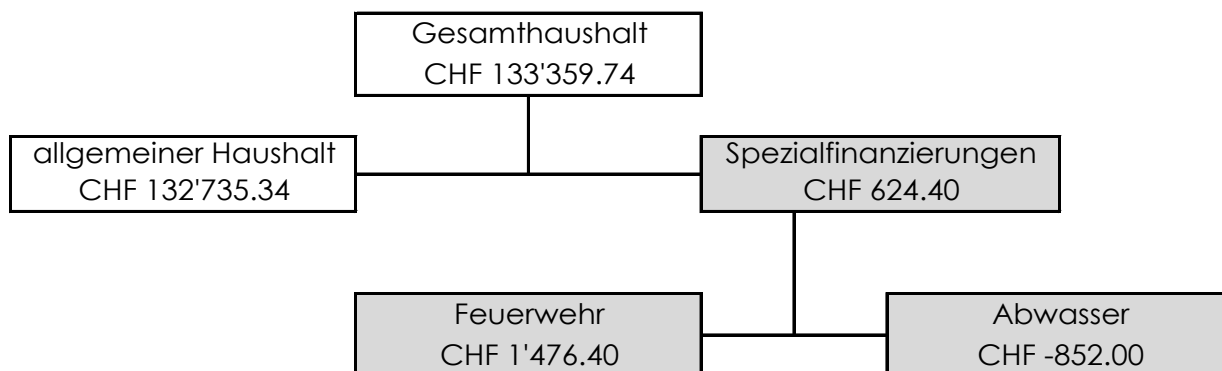 Gesamthaushalt
CHF 133'359.74
allgemeiner Haushalt
CHF 132'735.34
Spezialfinanzierungen
CHF 624.40
Feuerwehr
CHF 1'476.40
Abwasser
CHF -852.00